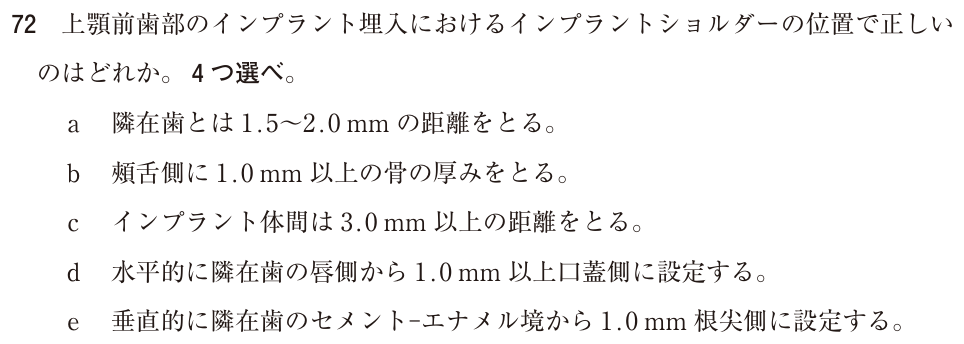 72 上顎前歯部のインプラント埋入におけるインプラントショルダーの位置で正しい
のはどれか。4つ選べ。
a 隣在歯とは1.5〜2.0 mm の距離をとる。
b 頰舌側に1.0 mm 以上の骨の厚みをとる。
c インプラント体間は3.0 mm 以上の距離をとる。
d 水平的に隣在歯の唇側から1.0 mm 以上口蓋側に設定する。
e 垂直的に隣在歯のセメント-エナメル境から1.0 mm 根尖側に設定する。